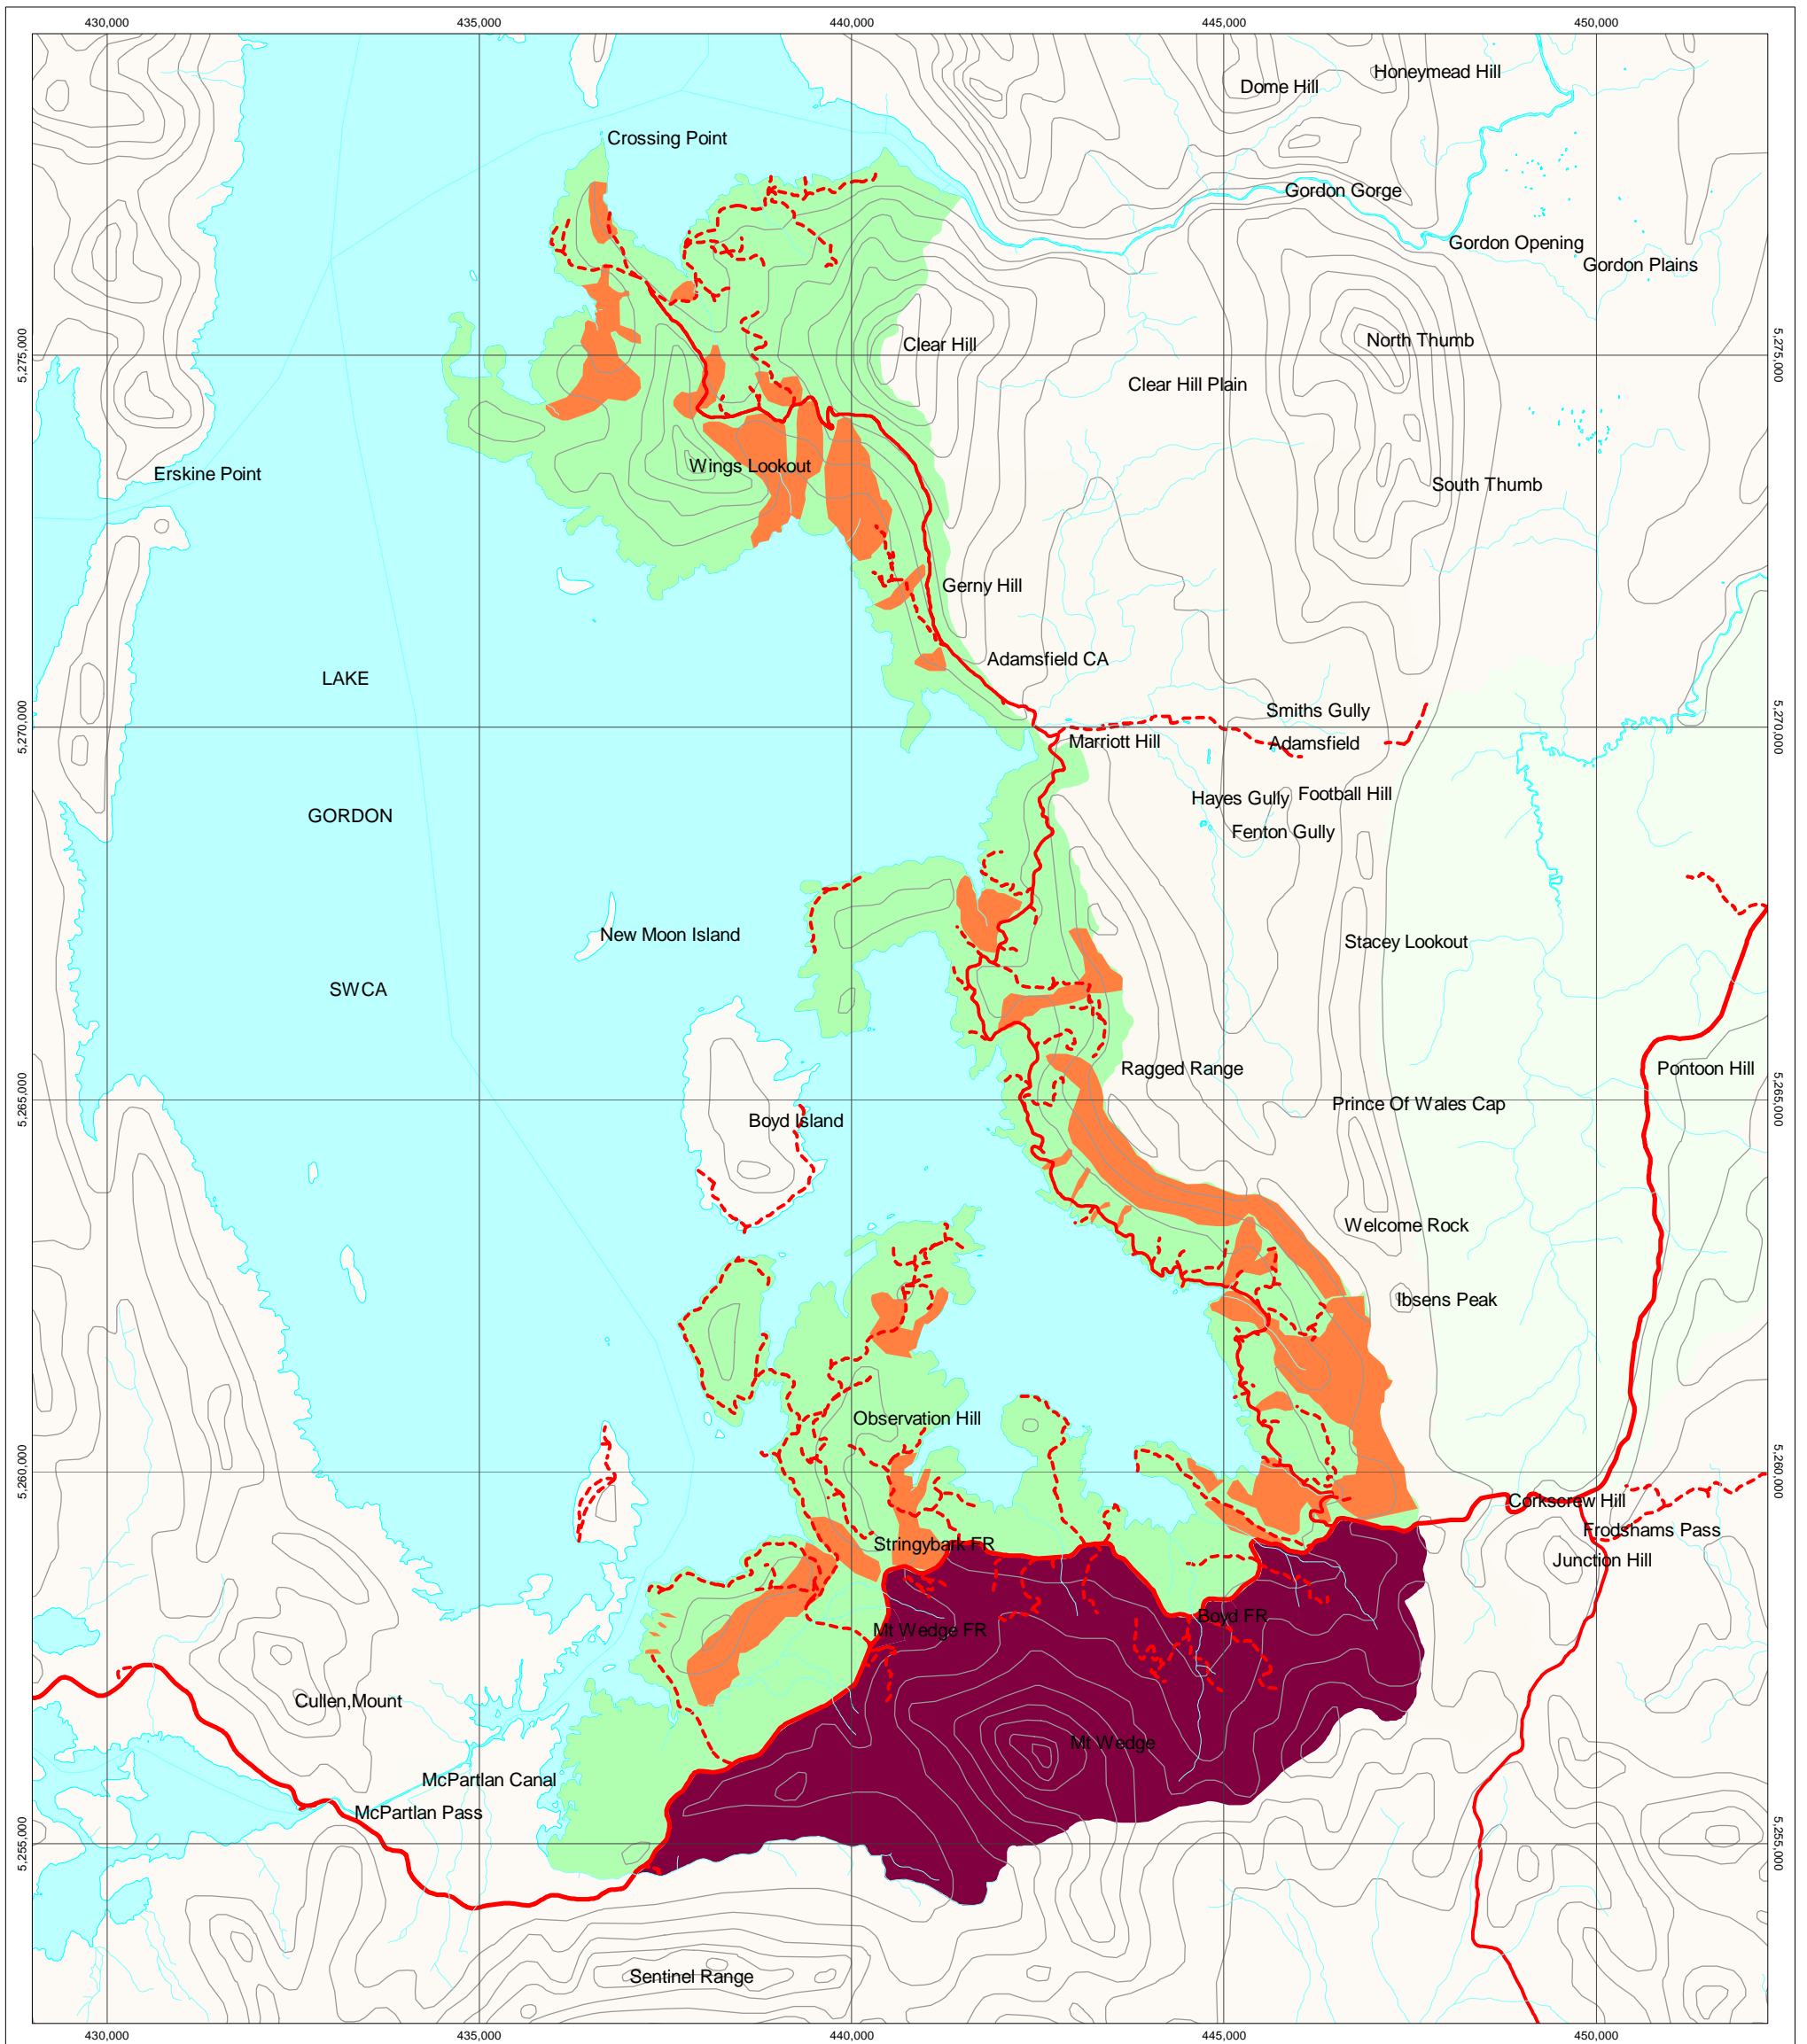 430,000 435,000 440,000 445,000 450,000
Honeymead Hill
Dome Hill
Crossing Point
Gordon Gorge
Gordon Opening
Gordon Plains
5,275,000
5,275,000
North Thumb
Clear Hill
Clear Hill Plain
Wings Lookout
Erskine Point
South Thumb
Gerny Hill
Adamsfield CA
LAKE
Smiths Gully
5,270,000
5,270,000
Marriott Hill
Adamsfield
Football Hill
Hayes Gully
GORDON
Fenton Gully
New Moon Island
Stacey Lookout
SWCA
Ragged Range
Pontoon Hill
5,265,000
5,265,000
Prince Of Wales Cap
Boyd Island
Welcome Rock
Ibsens Peak
Observation Hill
5,260,000
5,260,000
Corkscrew Hill
Frodshams Pass
Stringybark FR
Junction Hill
Boyd FR
Mt Wedge FR
Cullen,Mount
Mt Wedge
McPartlan Canal
McPartlan Pass
5,255,000
5,255,000
Sentinel Range
430,000 435,000 440,000 445,000 450,000